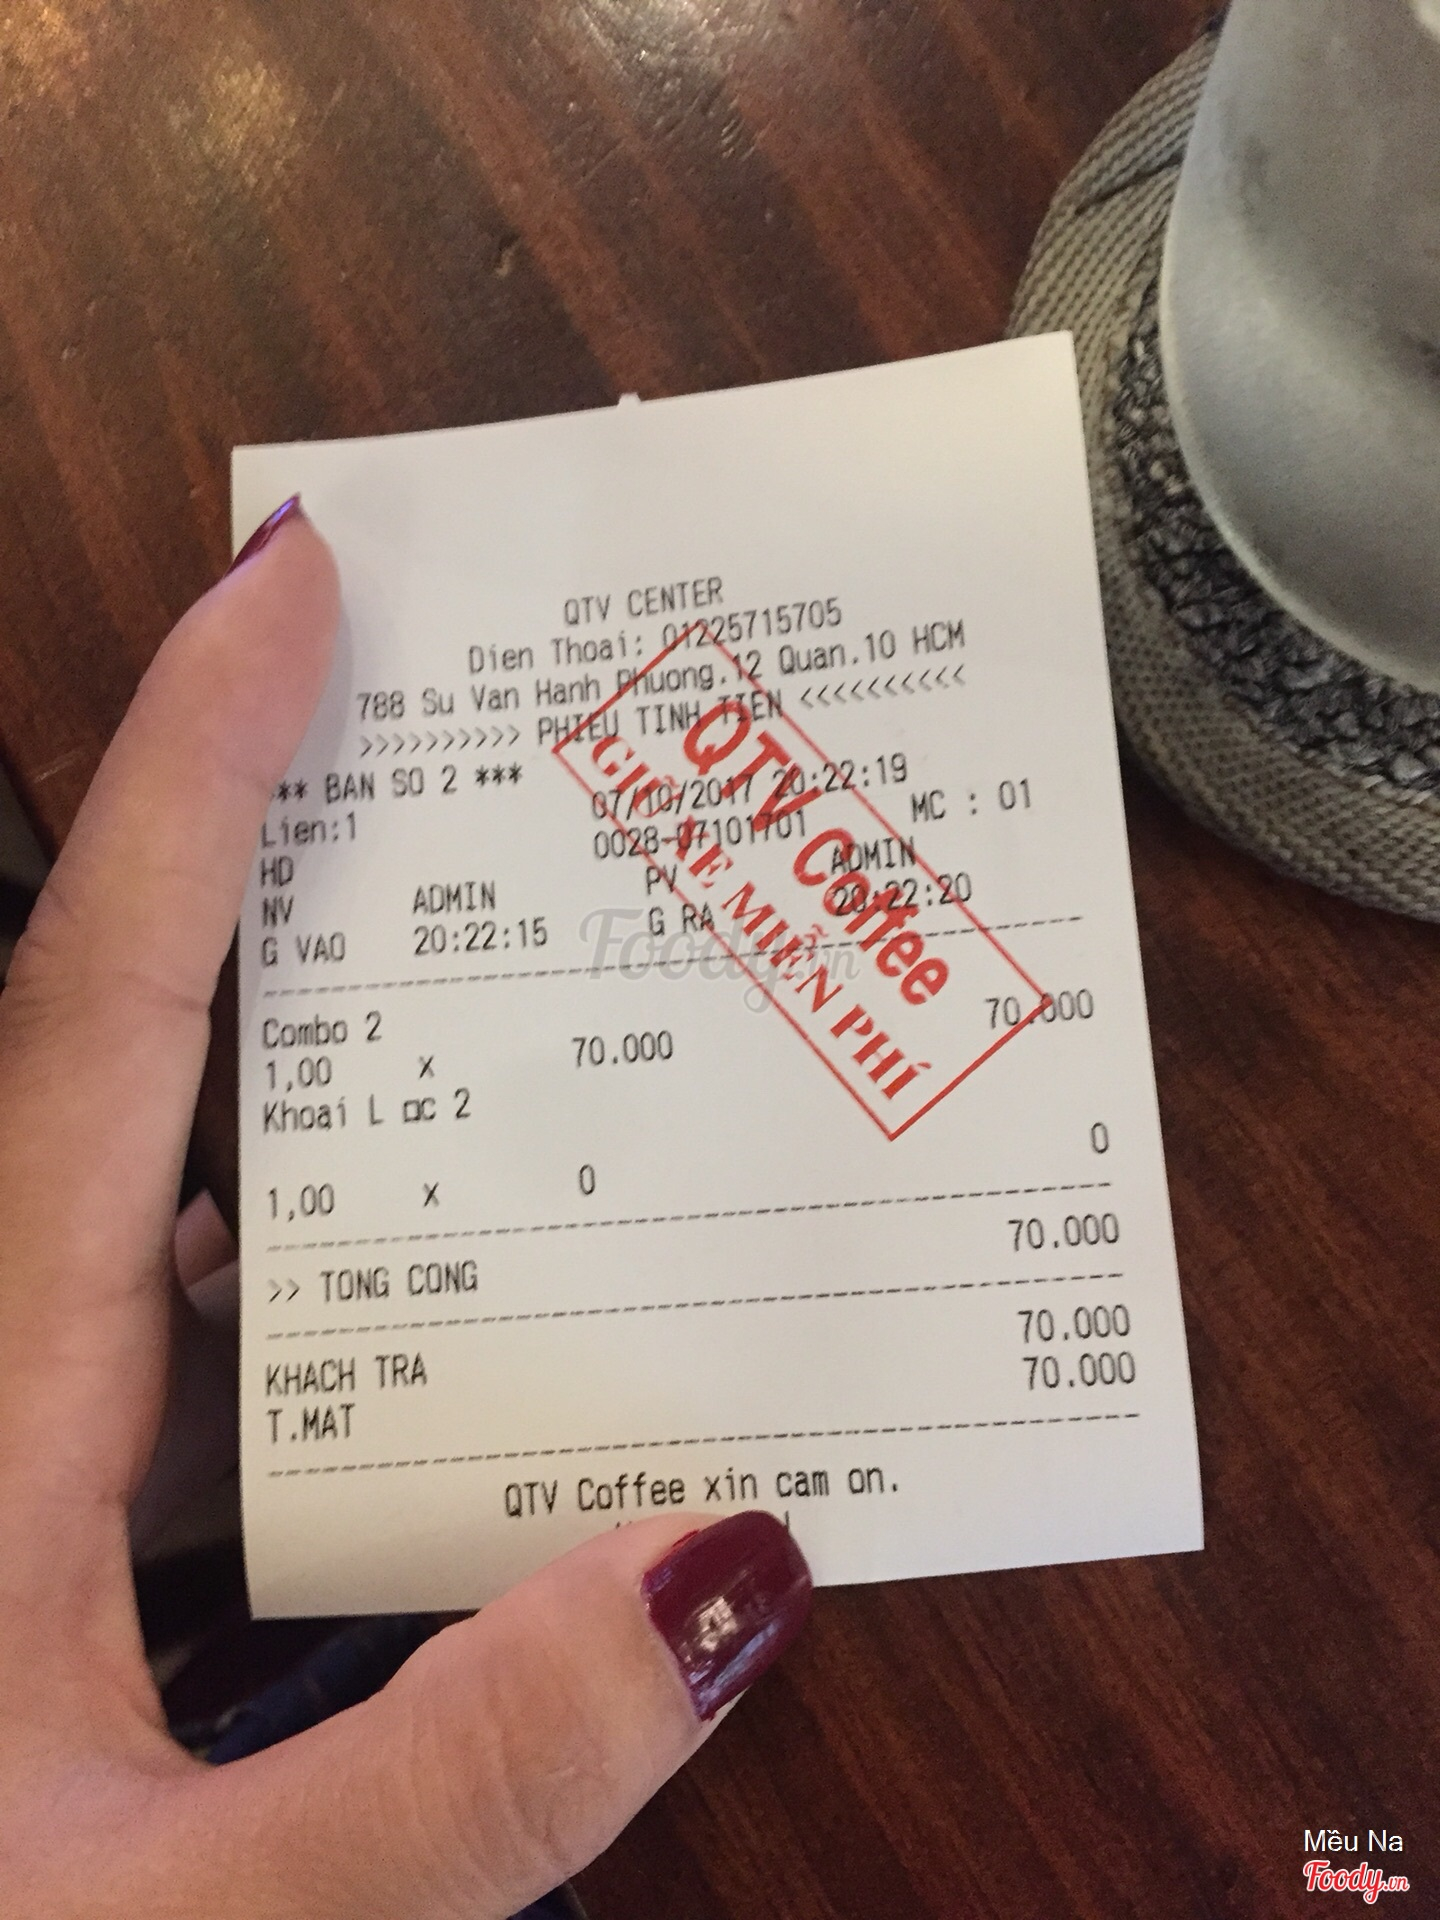 QTV CENTER
Dien Thoai: 01225715705
788 Su Van Hanh Phuong.12 Quan.10 HCM
>>>>>>>>>> PHIEU TINH TIEN <<<<<<<<<<
*** BAN SO 2 ***
Lien:1 07/10/2017 20:22:19
HD 0028-07101701 MC : 01
NV ADMIN PV ADMIN
G VAO 20:22:15 G RA 20:22:20
Combo 2
1,00 X 70.000 70.000
Khoai L □c 2
1,00 X 0 0
>> TONG CONG 70.000
KHACH TRA 70.000
T.MAT 70.000
QTV Coffee xin cam on.
QTV Coffee
GIỮ XE MIỄN PHÍ
Foody.vn
Mều Na
Foody.vn